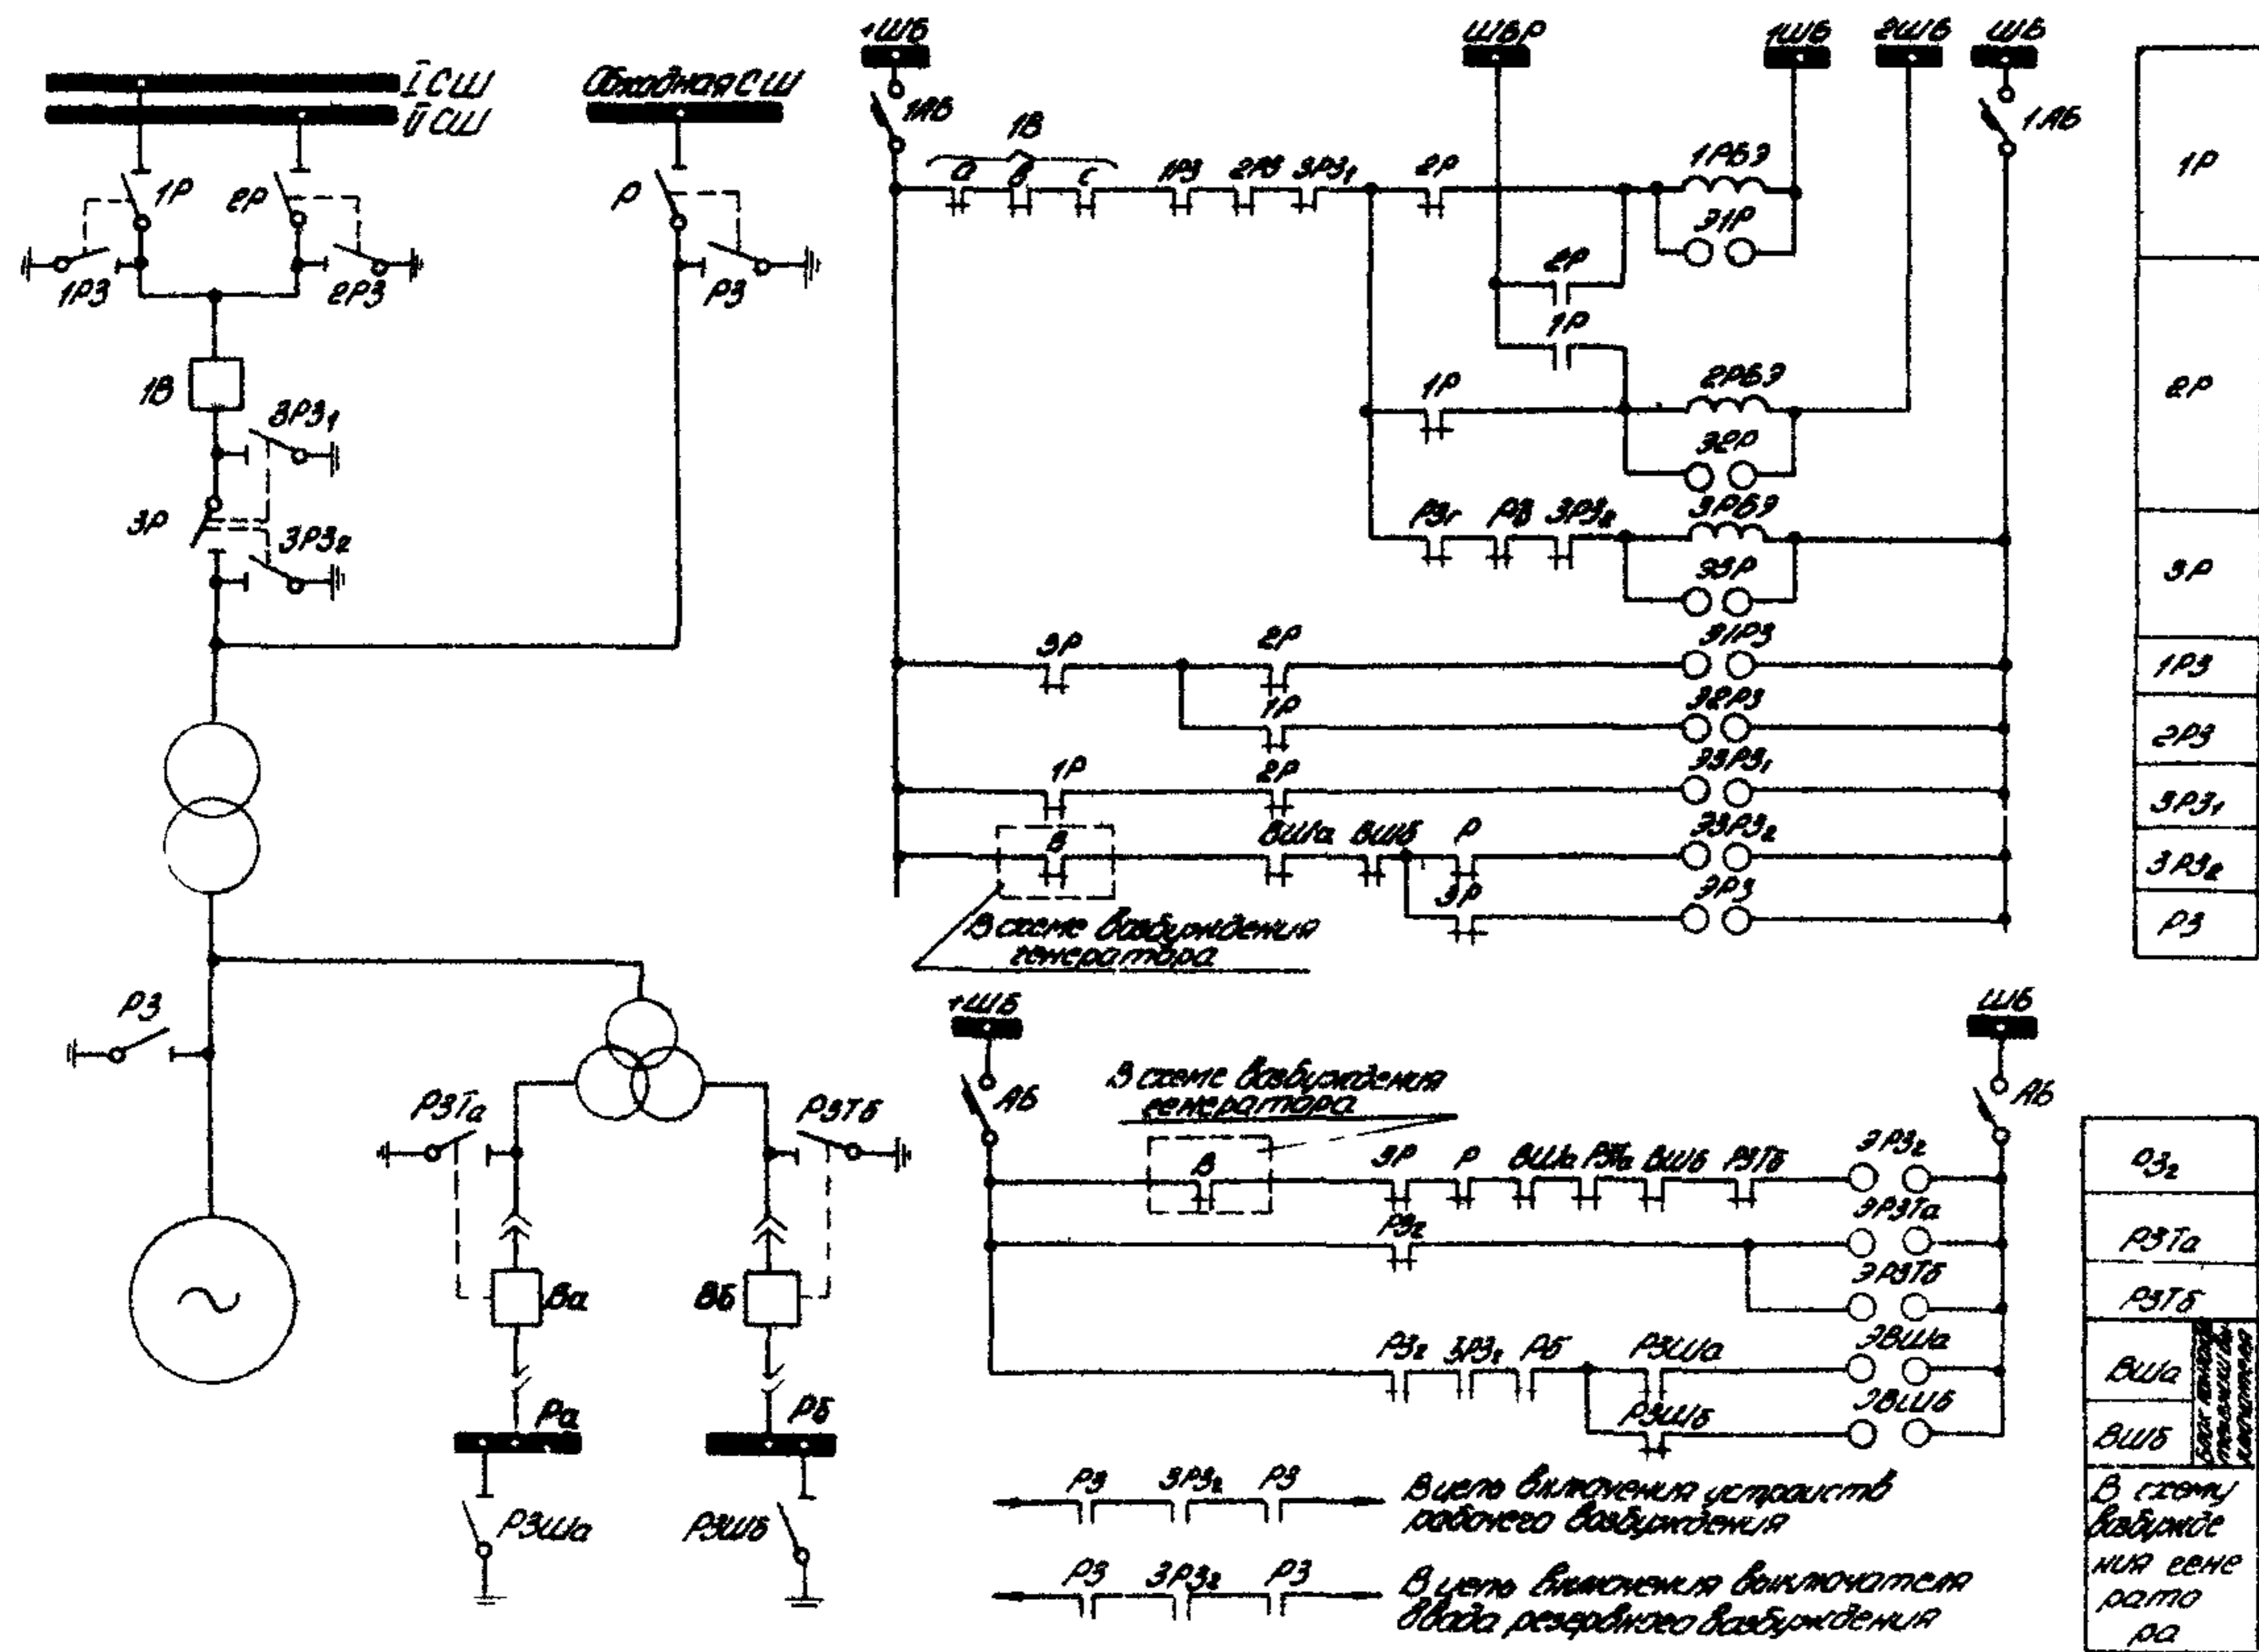 I СШ
II СШ
Обходная СШ
1Р
2Р
Р
1РЗ
2РЗ
РЗ
1В
3РЗ1
3Р
3РЗ2
РЗ
РЗТа
РЗТб
Ва
Вб
Ра
Рб
РЗШа
РЗШб
+ШБ
ШБР
1ШБ
2ШБ
ШБ
1АБ
1АБ
1В
а
в
с
1РЗ
2РЗ
3РЗ1
2Р
1РБЭ
Э1Р
2Р
1Р
1Р
2РБЭ
Э2Р
РЗг
РЗ
3РЗ2
3РБЭ
Э3Р
3Р
2Р
Э1РЗ
1Р
Э2РЗ
1Р
2Р
Э3РЗ1
В
ВШа
ВШб
Р
Э3РЗ2
3Р
ЭРЗ
В схеме возбуждения
генератора
1Р
2Р
3Р
1РЗ
2РЗ
3РЗ1
3РЗ2
РЗ
+ШБ
ШБ
АБ
АБ
В схеме возбуждения
генератора
В
3Р
Р
ВШа
РЗТа
ВШб
РЗТб
ЭРЗ2
РЗ2
ЭРЗТа
ЭРЗТб
РЗ2
3РЗ2
Рб
РЗШа
ЭВШа
РЗШб
ЭВШб
РЗ
3РЗ2
РЗ
В цепь включения устройств
рабочего возбуждения
РЗ
3РЗ2
РЗ
В цепь включения выключателя
ввода резервного возбуждения
РЗ2
РЗТа
РЗТб
ВШа
ВШб
В схему
возбужде
ния гене
рато
ра